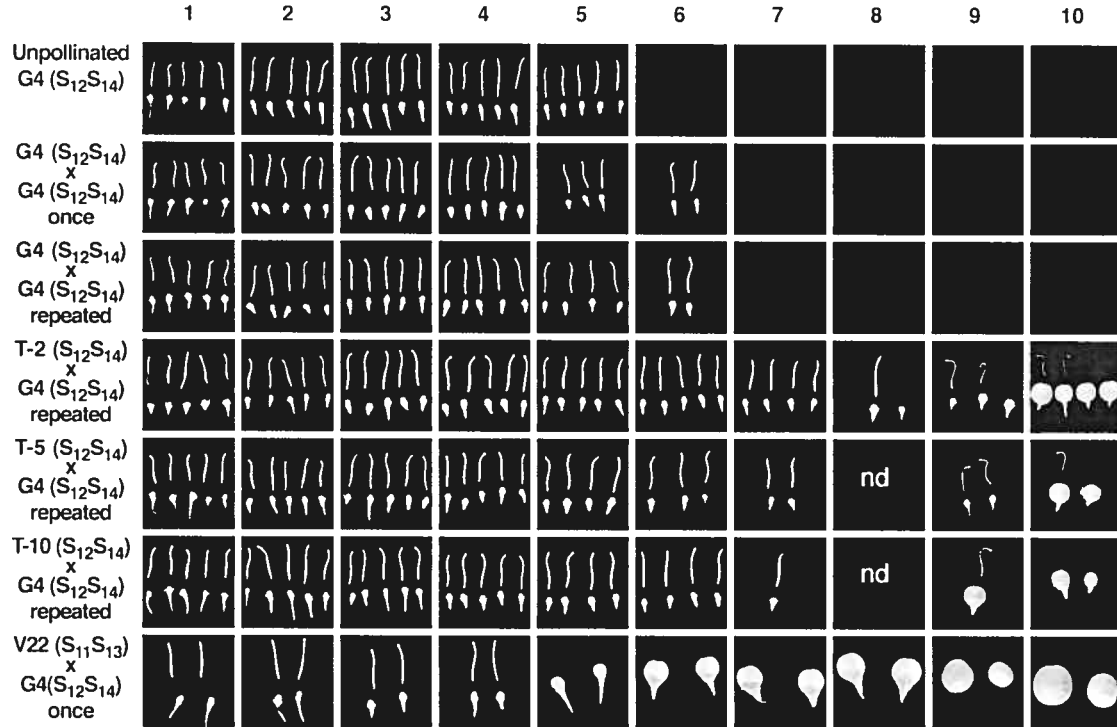 1 2 3 4 5 6 7 8 9 10
Unpollinated
G4 (S₁₂S₁₄)
G4 (S₁₂S₁₄)
x
G4 (S₁₂S₁₄)
once
G4 (S₁₂S₁₄)
x
G4 (S₁₂S₁₄)
repeated
T-2 (S₁₂S₁₄)
x
G4 (S₁₂S₁₄)
repeated
T-5 (S₁₂S₁₄)
x
G4 (S₁₂S₁₄)
repeated
nd
T-10 (S₁₂S₁₄)
x
G4 (S₁₂S₁₄)
repeated
nd
V22 (S₁₁S₁₃)
x
G4(S₁₂S₁₄)
once